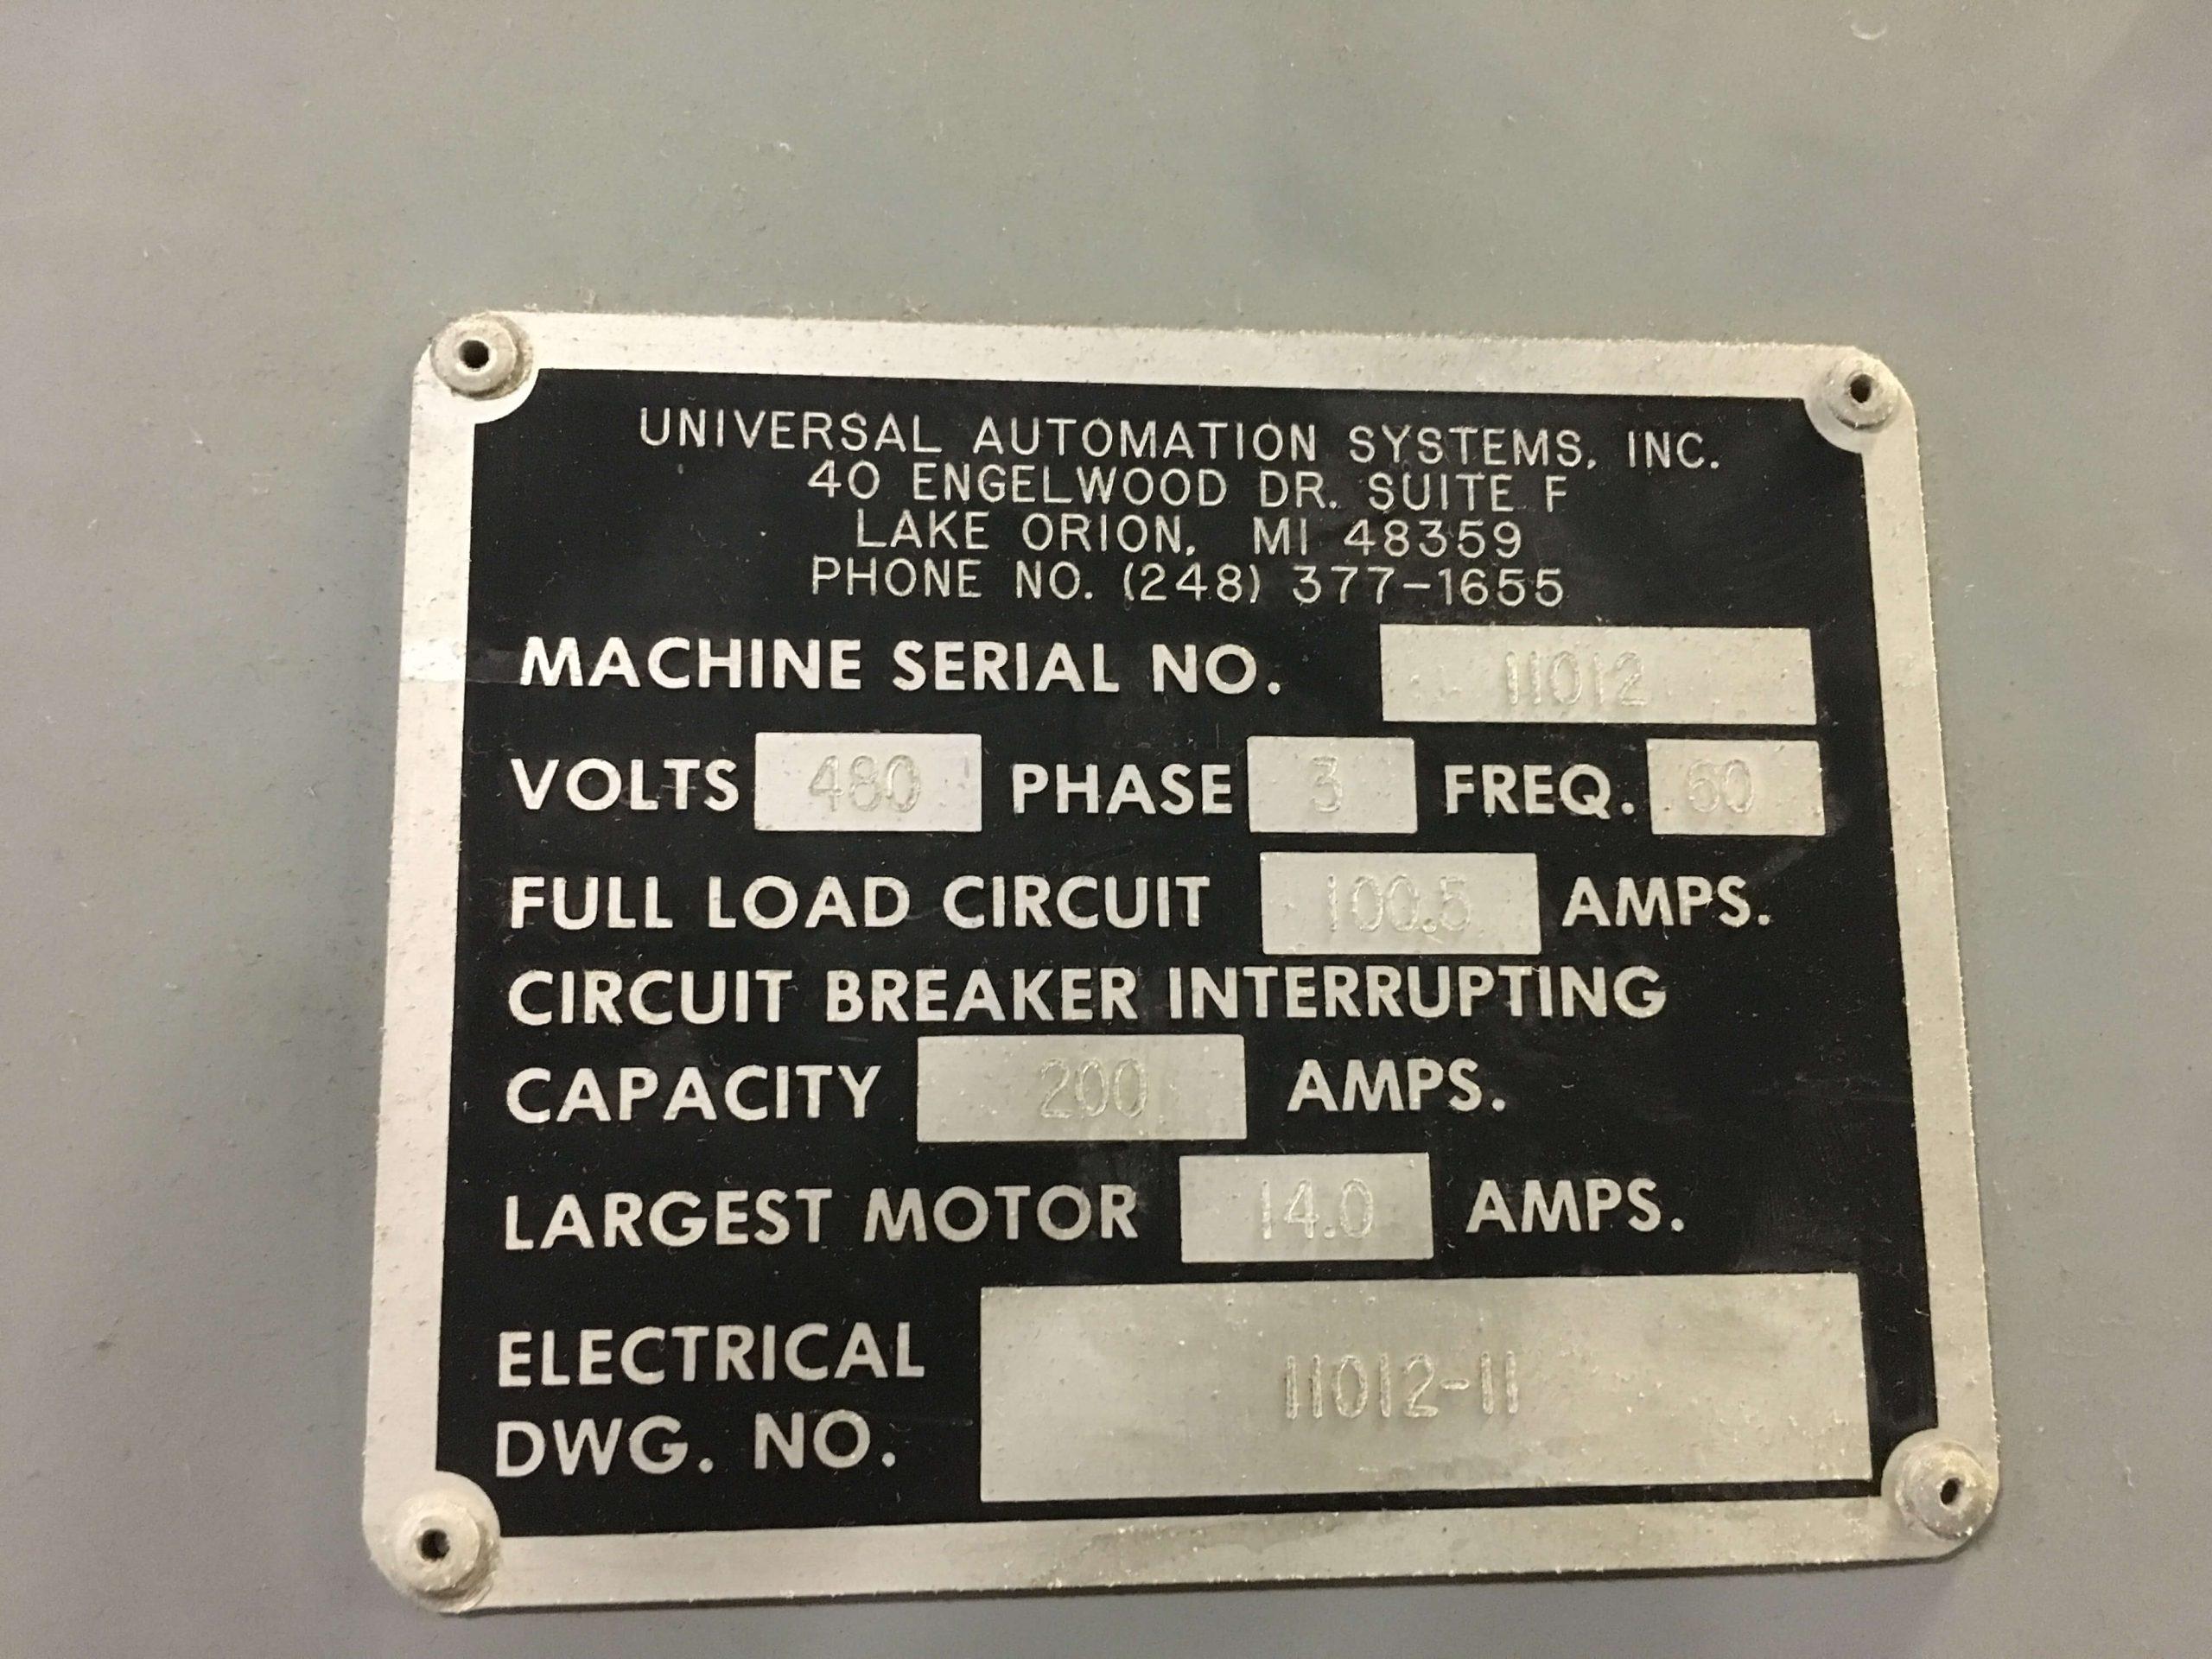 UNIVERSAL AUTOMATION SYSTEMS, INC.
40 ENGELWOOD DR. SUITE F
LAKE ORION, MI 48359
PHONE NO. (248) 377-1655
MACHINE SERIAL NO. 11012
VOLTS 480 PHASE 3 FREQ. 60
FULL LOAD CIRCUIT 100.5 AMPS.
CIRCUIT BREAKER INTERRUPTING
CAPACITY 200 AMPS.
LARGEST MOTOR 14.0 AMPS.
ELECTRICAL
DWG. NO. 11012-11